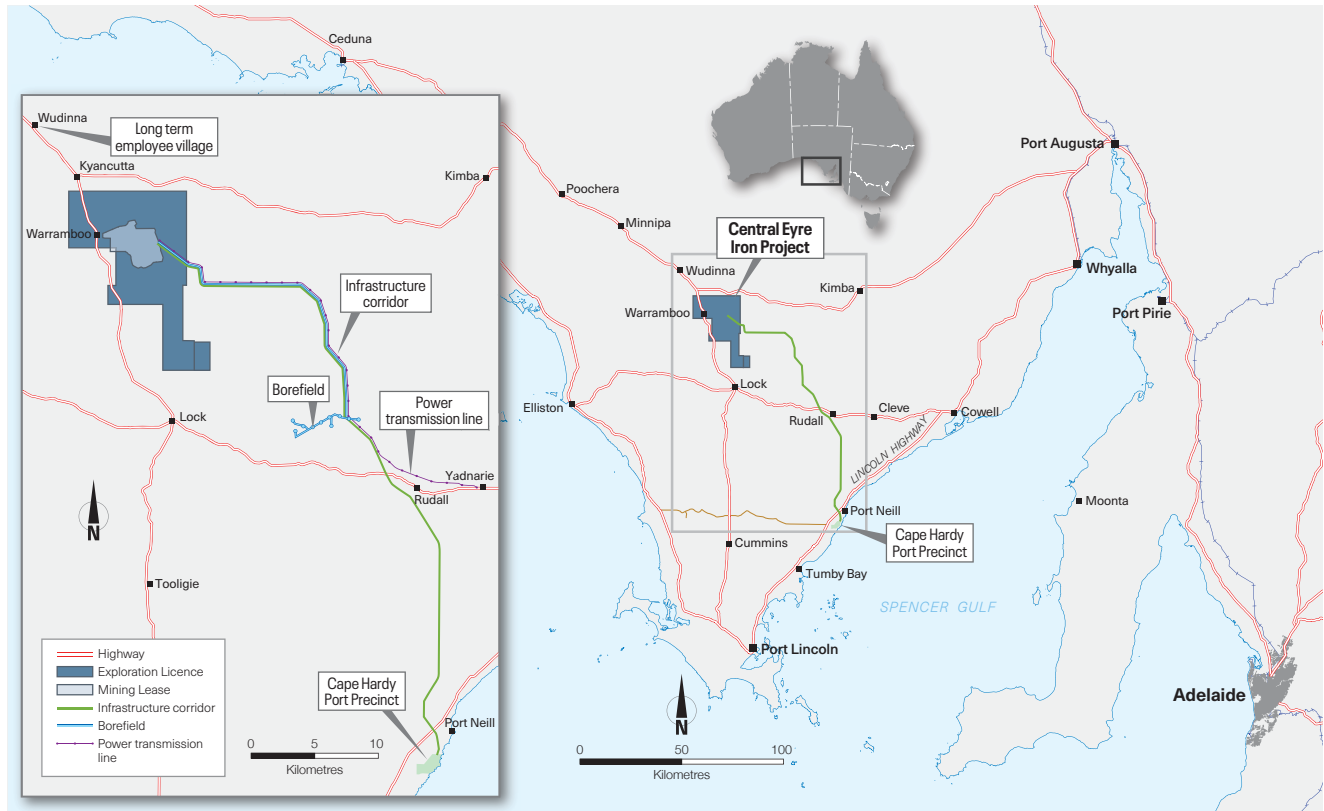 Ceduna
Wudinna
Long term
employee village
Kyancutta
Kimba
Warramboo
Infrastructure
corridor
Borefield
Power
transmission line
Lock
Yadnarie
Rudall
N
Tooligie
Highway
Exploration Licence
Mining Lease
Infrastructure corridor
Borefield
Power transmission
line
Cape Hardy
Port Precinct
Port Neill
0 5 10
Kilometres
Port Augusta
Poochera
Minnipa
Central Eyre
Iron Project
Wudinna
Whyalla
Kimba
Port Pirie
Warramboo
Lock
Elliston
Rudall
Cleve
Cowell
LINCOLN HIGHWAY
Moonta
Port Neill
Cape Hardy
Port Precinct
Cummins
Tumby Bay
SPENCER GULF
Port Lincoln
N
Adelaide
0 50 100
Kilometres